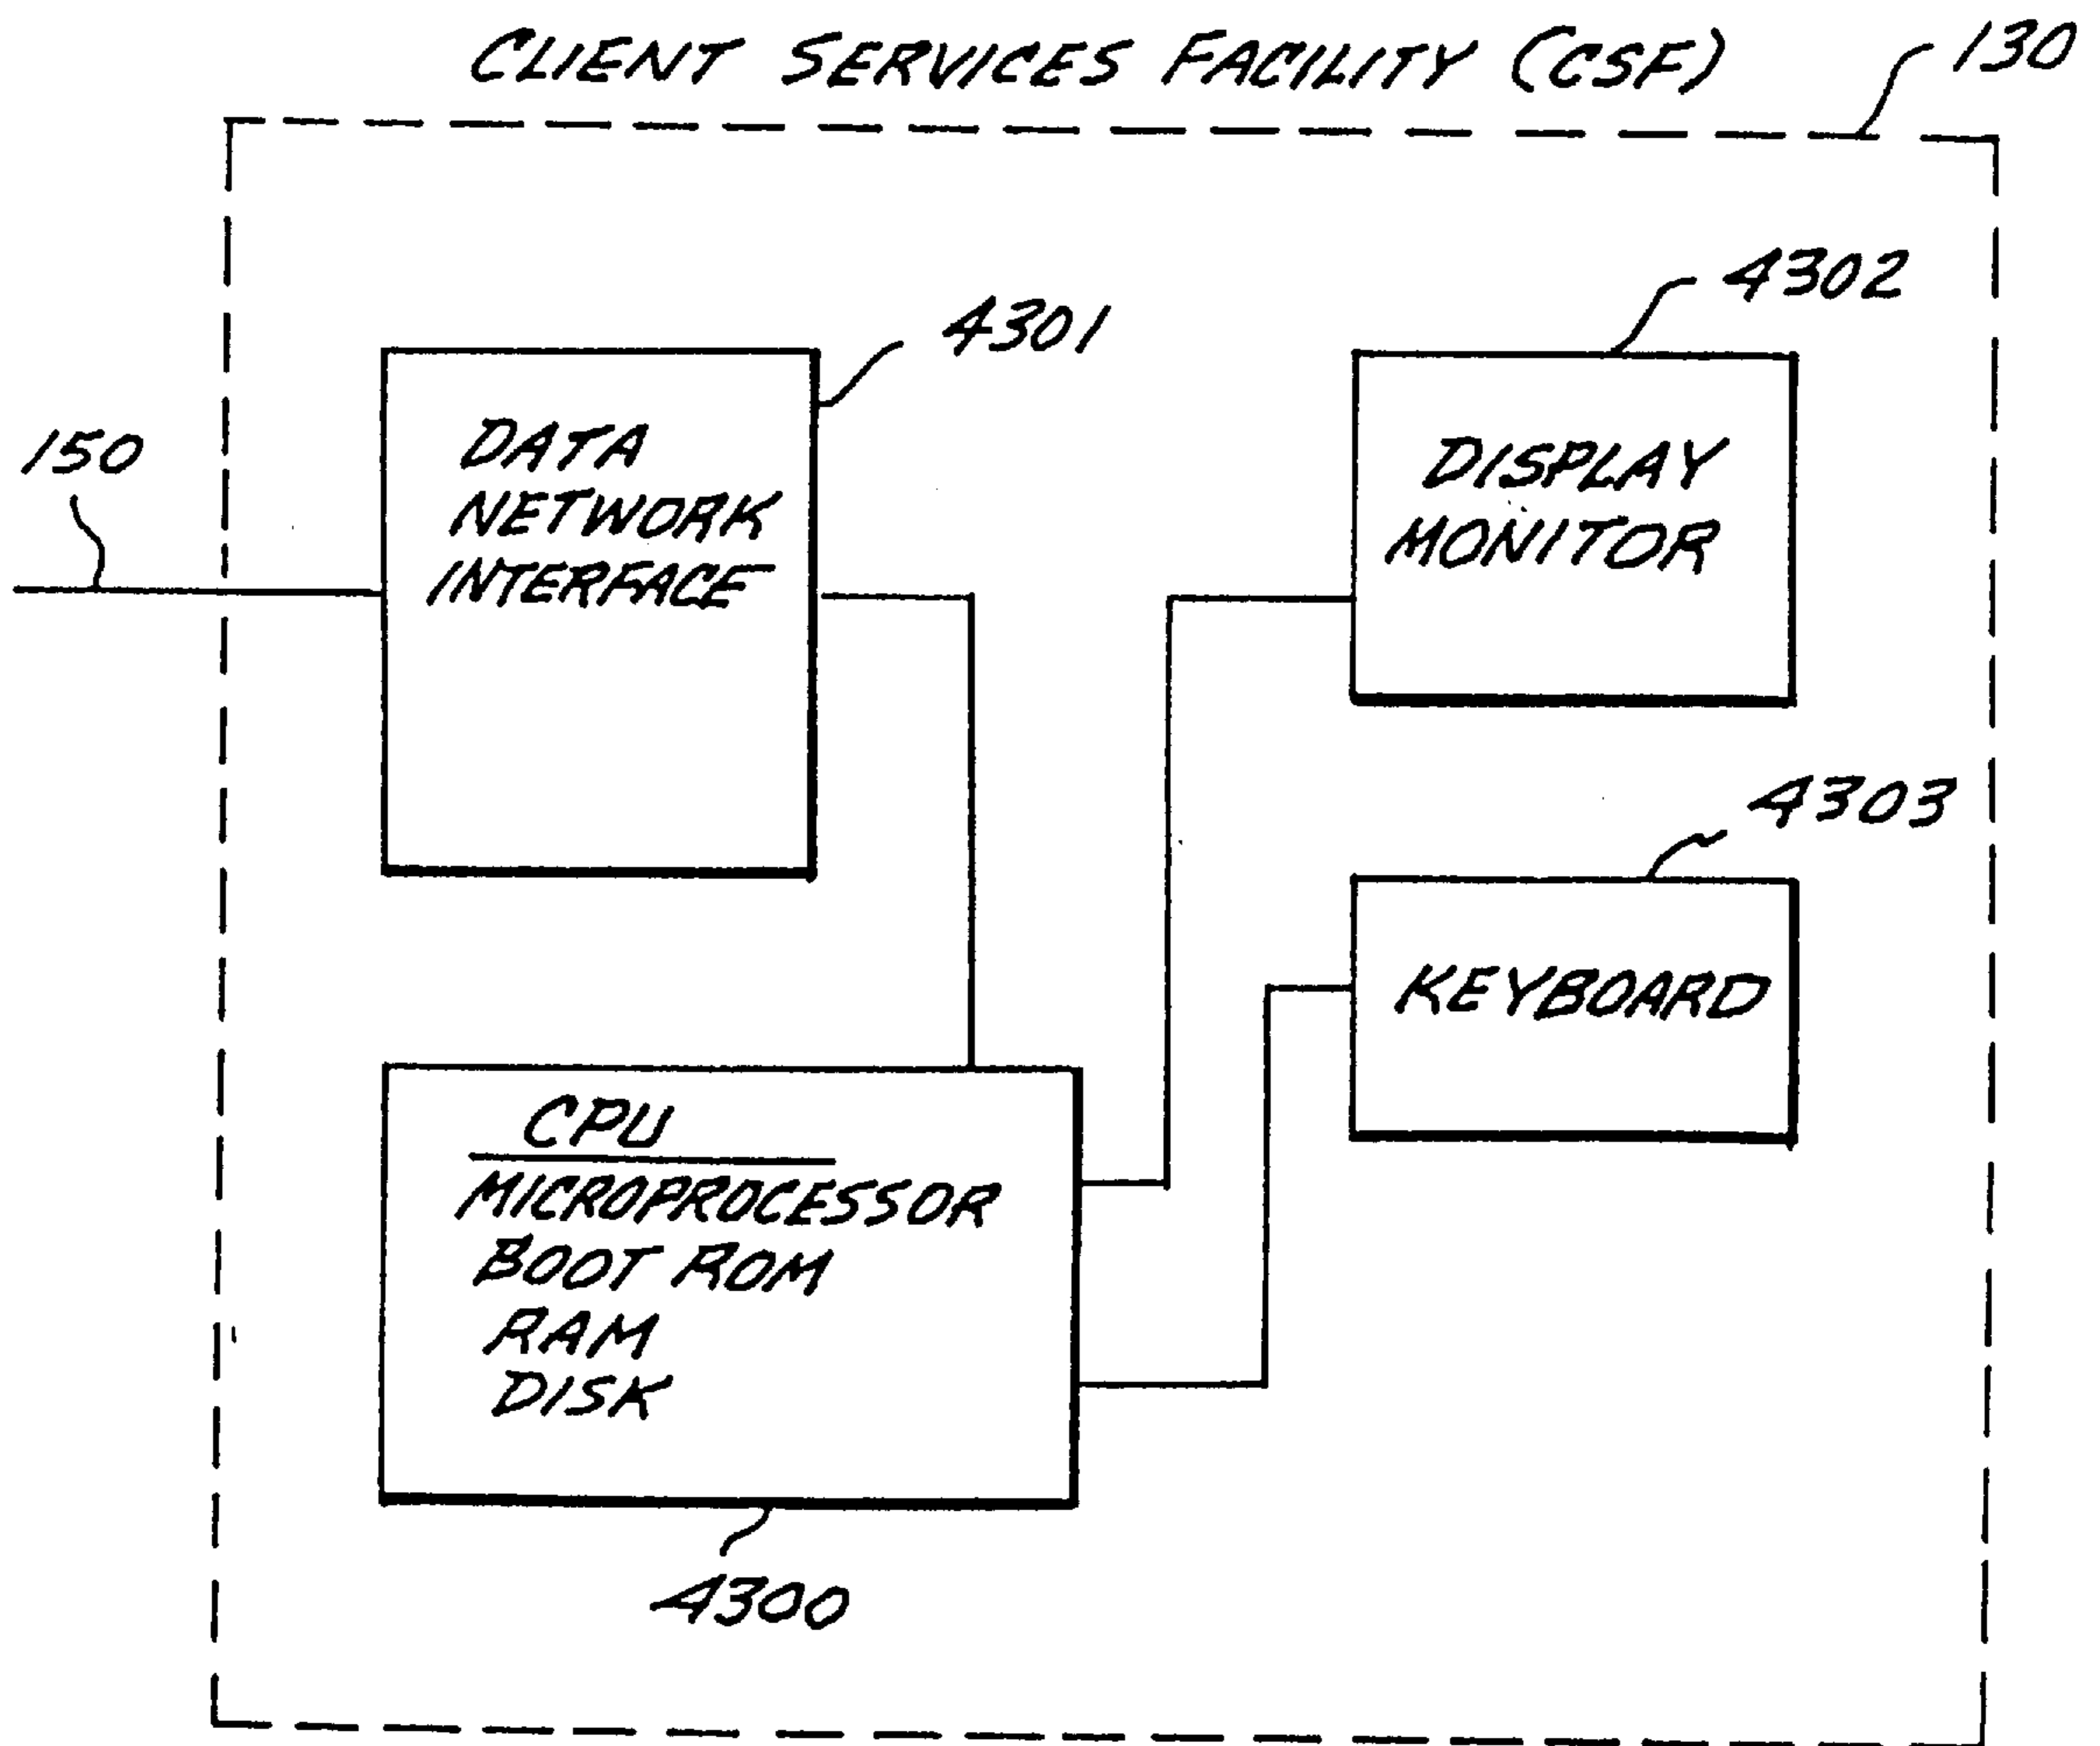 CLIENT SERVICES FACILITY (CSF)
130
4302
4301
150
DATA
NETWORK
INTERFACE
DISPLAY
MONITOR
4303
KEYBOARD
CPU
MICROPROCESSOR
BOOT ROM
RAM
DISK
4300